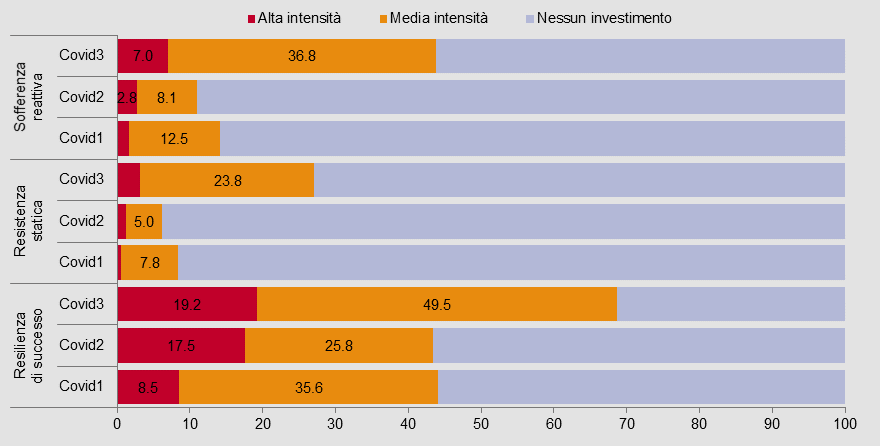 Alta intensità Media intensità Nessun investimento
Sofferenza
reattiva
Covid3 7.0 36.8
Covid2 2.8 8.1
Covid1 12.5
Resistenza
statica
Covid3 23.8
Covid2 5.0
Covid1 7.8
Resilienza
di successo
Covid3 19.2 49.5
Covid2 17.5 25.8
Covid1 8.5 35.6
0 10 20 30 40 50 60 70 80 90 100